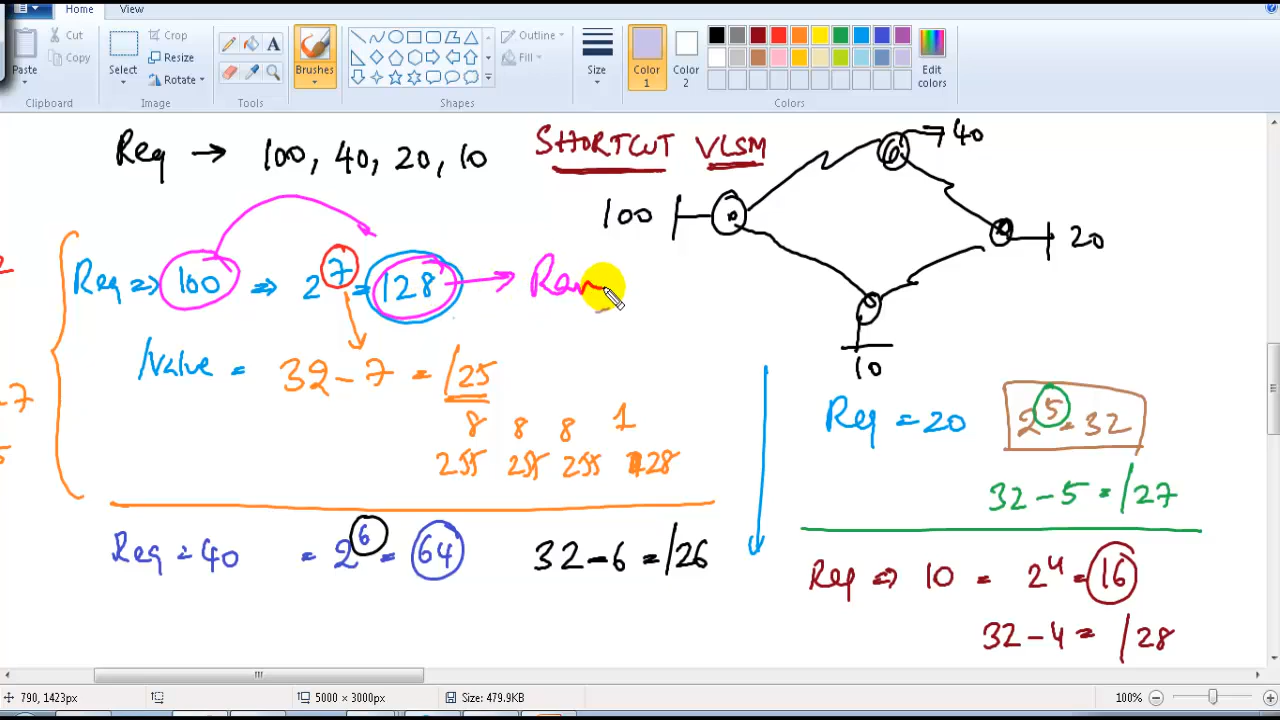 Home
View
Cut
Copy
Paste
Clipboard
Crop
Resize
Rotate
Select
Image
A
Tools
Brushes
Outline
Fill
Shapes
Size
Color 1
Color 2
Edit colors
Colors
Req → 100, 40, 20, 10
SHORTCUT VLSM
40
100
20
10
Req => 100 => 2^7 = 128 →
/Value = 32 - 7 = /25
8 8 8 1
255 255 255 128
Req = 40 = 2^6 = 64 32 - 6 = /26
Req = 20 2^5 = 32
32 - 5 = /27
Req => 10 = 2^4 = 16
32 - 4 = /28
7
790, 1423px
5000 × 3000px
Size: 479.9KB
100%